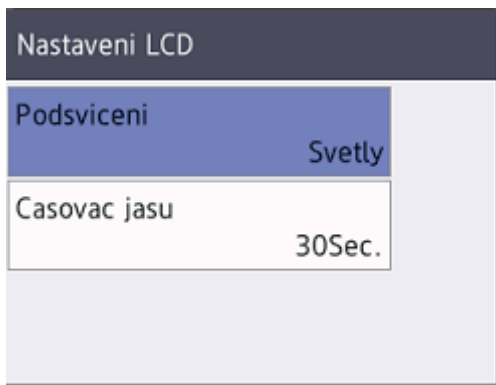 Nastaveni LCD
Podsviceni
Svetly
Casovac jasu
30Sec.